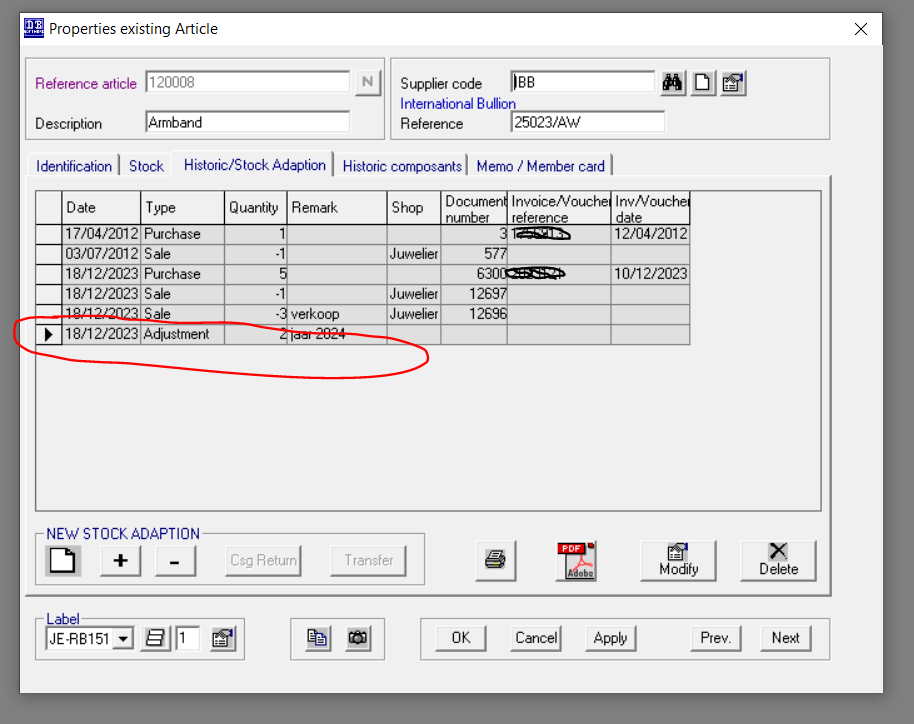 Properties existing Article
Reference article 120008 N
Description Armband
Supplier code IBB
International Bullion
Reference 25023/AW
Identification Stock Historic/Stock Adaption Historic composants Memo / Member card
Date Type Quantity Remark Shop Document number Invoice/Voucher reference Inv/Voucher date
17/04/2012 Purchase 1 3 12/04/2012
03/07/2012 Sale -1 Juwelier 577
18/12/2023 Purchase 5 6300 10/12/2023
18/12/2023 Sale -1 Juwelier 12697
18/12/2023 Sale -3 verkoop Juwelier 12696
18/12/2023 Adjustment 2 jaar 2024
NEW STOCK ADAPTION
+ - Csg Return Transfer PDF Adobe Modify Delete
Label
JE-RB151 1 OK Cancel Apply Prev. Next